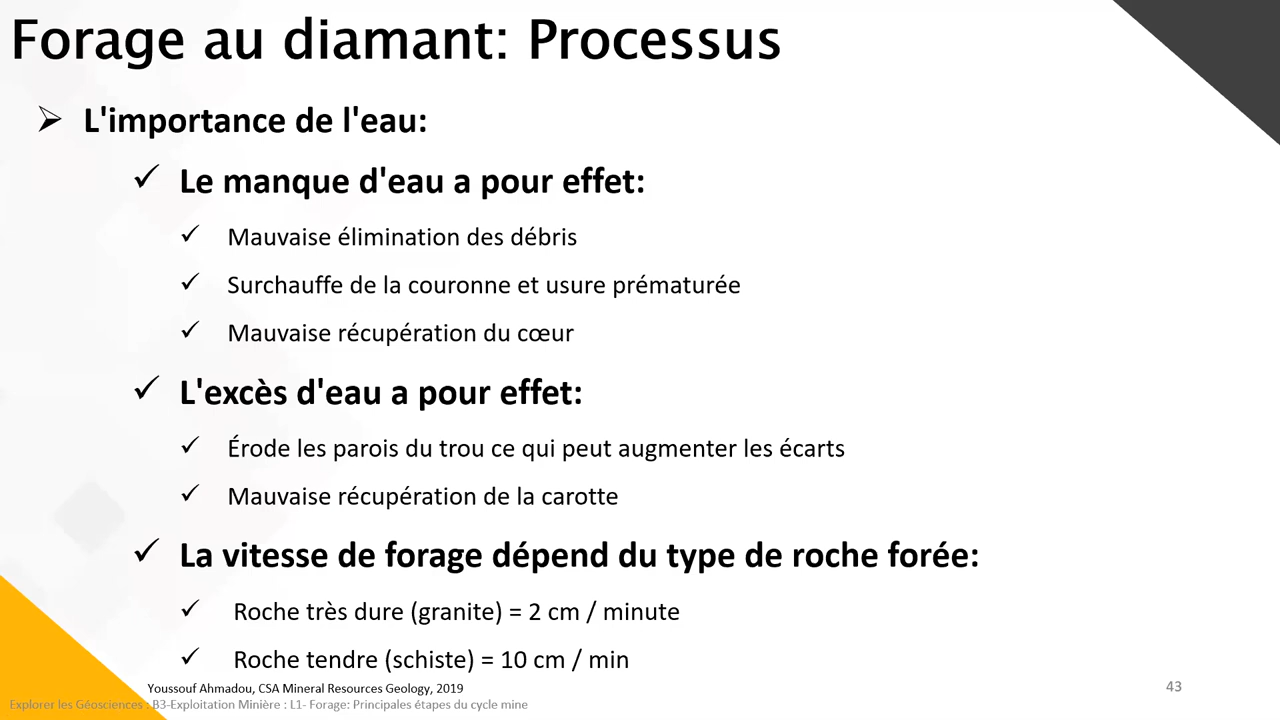 Forage au diamant: Processus
L'importance de l'eau:
Le manque d'eau a pour effet:
Mauvaise élimination des débris
Surchauffe de la couronne et usure prématurée
Mauvaise récupération du cœur
L'excès d'eau a pour effet:
Érode les parois du trou ce qui peut augmenter les écarts
Mauvaise récupération de la carotte
La vitesse de forage dépend du type de roche forée:
Roche très dure (granite) = 2 cm / minute
Roche tendre (schiste) = 10 cm / min
Youssouf Ahmadou, CSA Mineral Resources Geology, 2019
43
Explorer les Géosciences : B3-Exploitation Minière : L1- Forage: Principales étapes du cycle mine